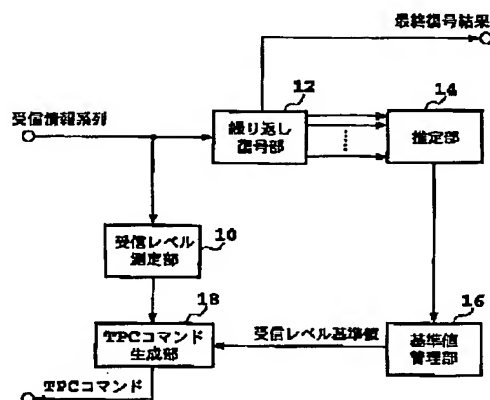 最終復号結果
12
14
受信情報系列
繰り返し
復号部
推定部
受信レベル
測定部
10
18
16
TPCコマンド
生成部
受信レベル基準値
基準値
管理部
TPCコマンド